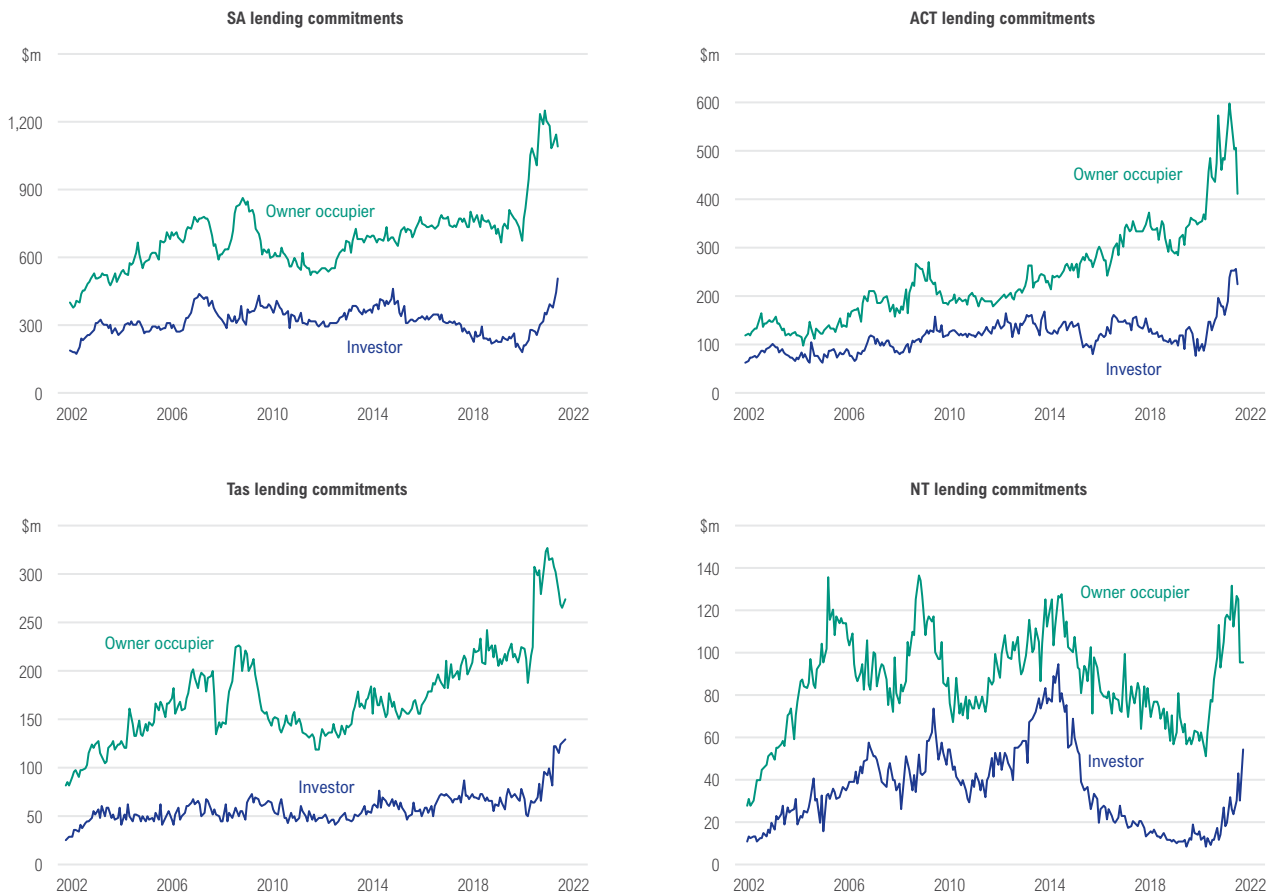 SA lending commitments
$m
1,200
900
600
300
0
Owner occupier
Investor
2002 2006 2010 2014 2018 2022
ACT lending commitments
$m
600
500
400
300
200
100
0
Owner occupier
Investor
2002 2006 2010 2014 2018 2022
Tas lending commitments
$m
300
250
200
150
100
50
0
Owner occupier
Investor
2002 2006 2010 2014 2018 2022
NT lending commitments
$m
140
120
100
80
60
40
20
0
Owner occupier
Investor
2002 2006 2010 2014 2018 2022